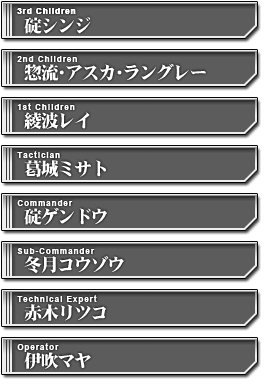 3rd Children
碇シンジ
2nd Children
惣流･アスカ･ラングレー
1st Children
綾波レイ
Tactician
葛城ミサト
Commander
碇ゲンドウ
Sub-Commander
冬月コウゾウ
Technical Expert
赤木リツコ
Operator
伊吹マヤ